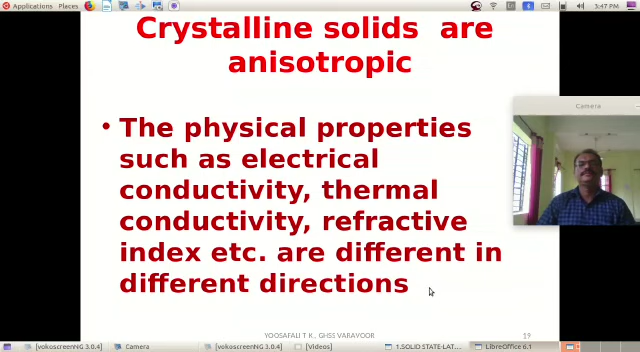 Applications Places
3:47 PM
Crystalline solids are
anisotropic
Camera
• The physical properties
such as electrical
conductivity, thermal
conductivity, refractive
index etc. are different in
different directions
YOOSAFALI T K , GHSS VARAVOOR
19
[vokoscreenNG 3.0.4]
Camera
[vokoscreenNG 3.0.4]
[Videos]
1.SOLID STATE-LAT...
LibreOffice 6.1